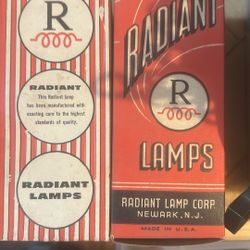 R
RADIANT
This Radiant lamp
has been manufactured with
exacting care to the highest
standards of quality.
RADIANT
LAMPS
RADIANT
R
LAMPS
RADIANT LAMP CORP.
NEWARK, N.J.
MADE IN U.S.A.